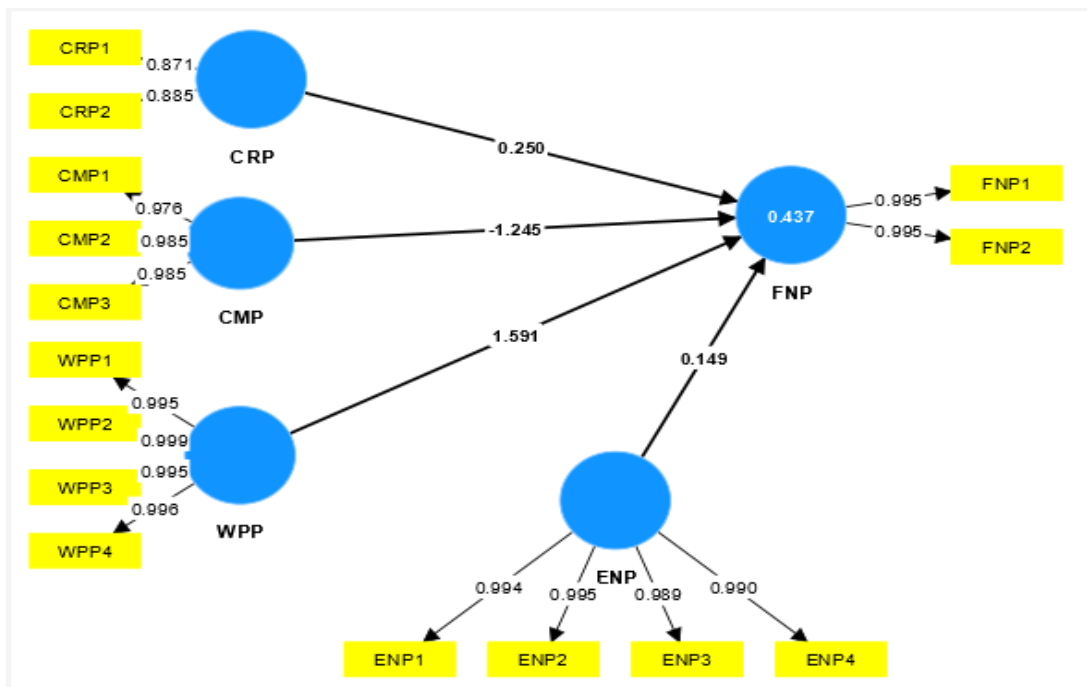 CRP1
0.871
0.885
CRP2
CRP
0.250
CMP1
0.976
CMP2
0.985
0.985
CMP3
CMP
-1.245
0.437
FNP
0.995
FNP1
0.995
FNP2
WPP1
0.995
WPP2
0.999
WPP3
0.995
0.996
WPP4
WPP
1.591
0.149
ENP
0.994
0.995
0.989
0.990
ENP1
ENP2
ENP3
ENP4